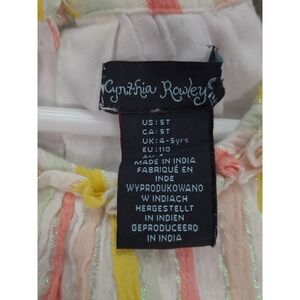 Cynthia Rowley
US: 5T
CA: 5T
UK: 4-5yrs
EU: 110
MADE IN INDIA
FABRIQUÉ EN
INDE
WYPRODUKOWANO
W INDIACH
HERGESTELLT
IN INDIEN
GEPRODUCEERD
IN INDIA